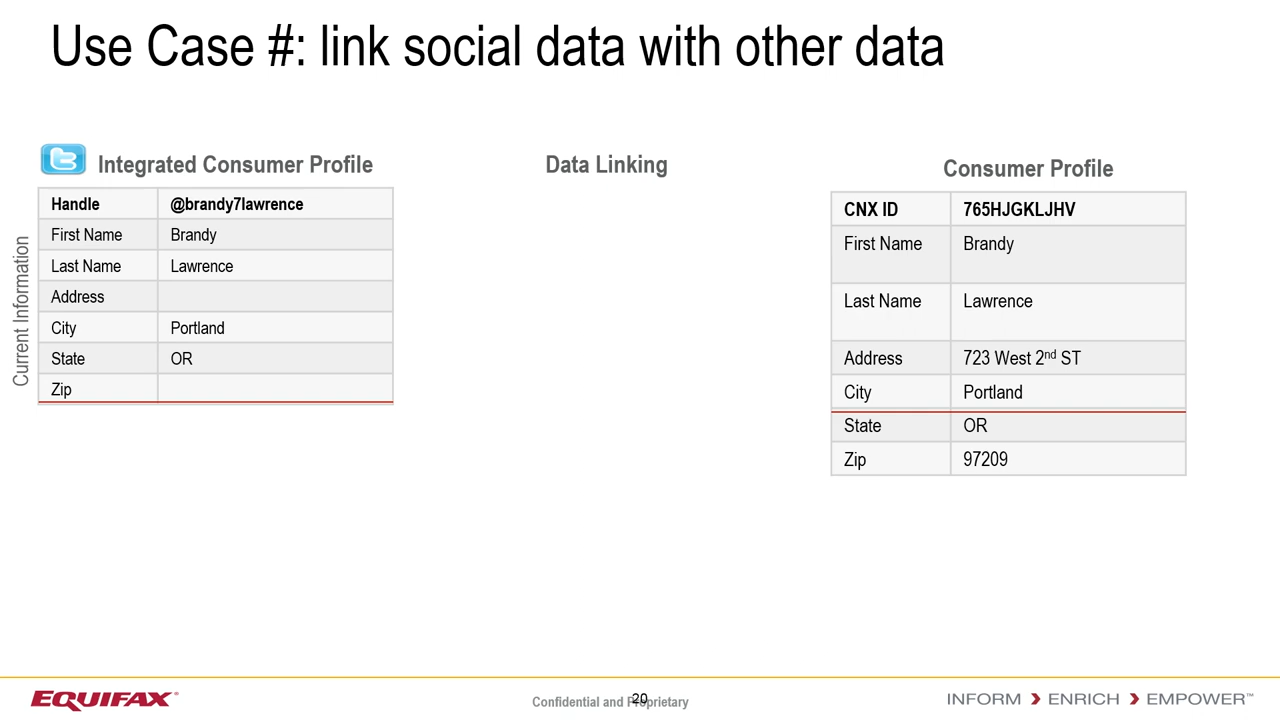 Use Case #: link social data with other data
Integrated Consumer Profile
Data Linking
Consumer Profile
Current Information
Handle @brandy7lawrence
First Name Brandy
Last Name Lawrence
Address
City Portland
State OR
Zip
CNX ID 765HJGKLJHV
First Name Brandy
Last Name Lawrence
Address 723 West 2nd ST
City Portland
State OR
Zip 97209
EQUIFAX®
Confidential and Proprietary
20
INFORM › ENRICH › EMPOWER™